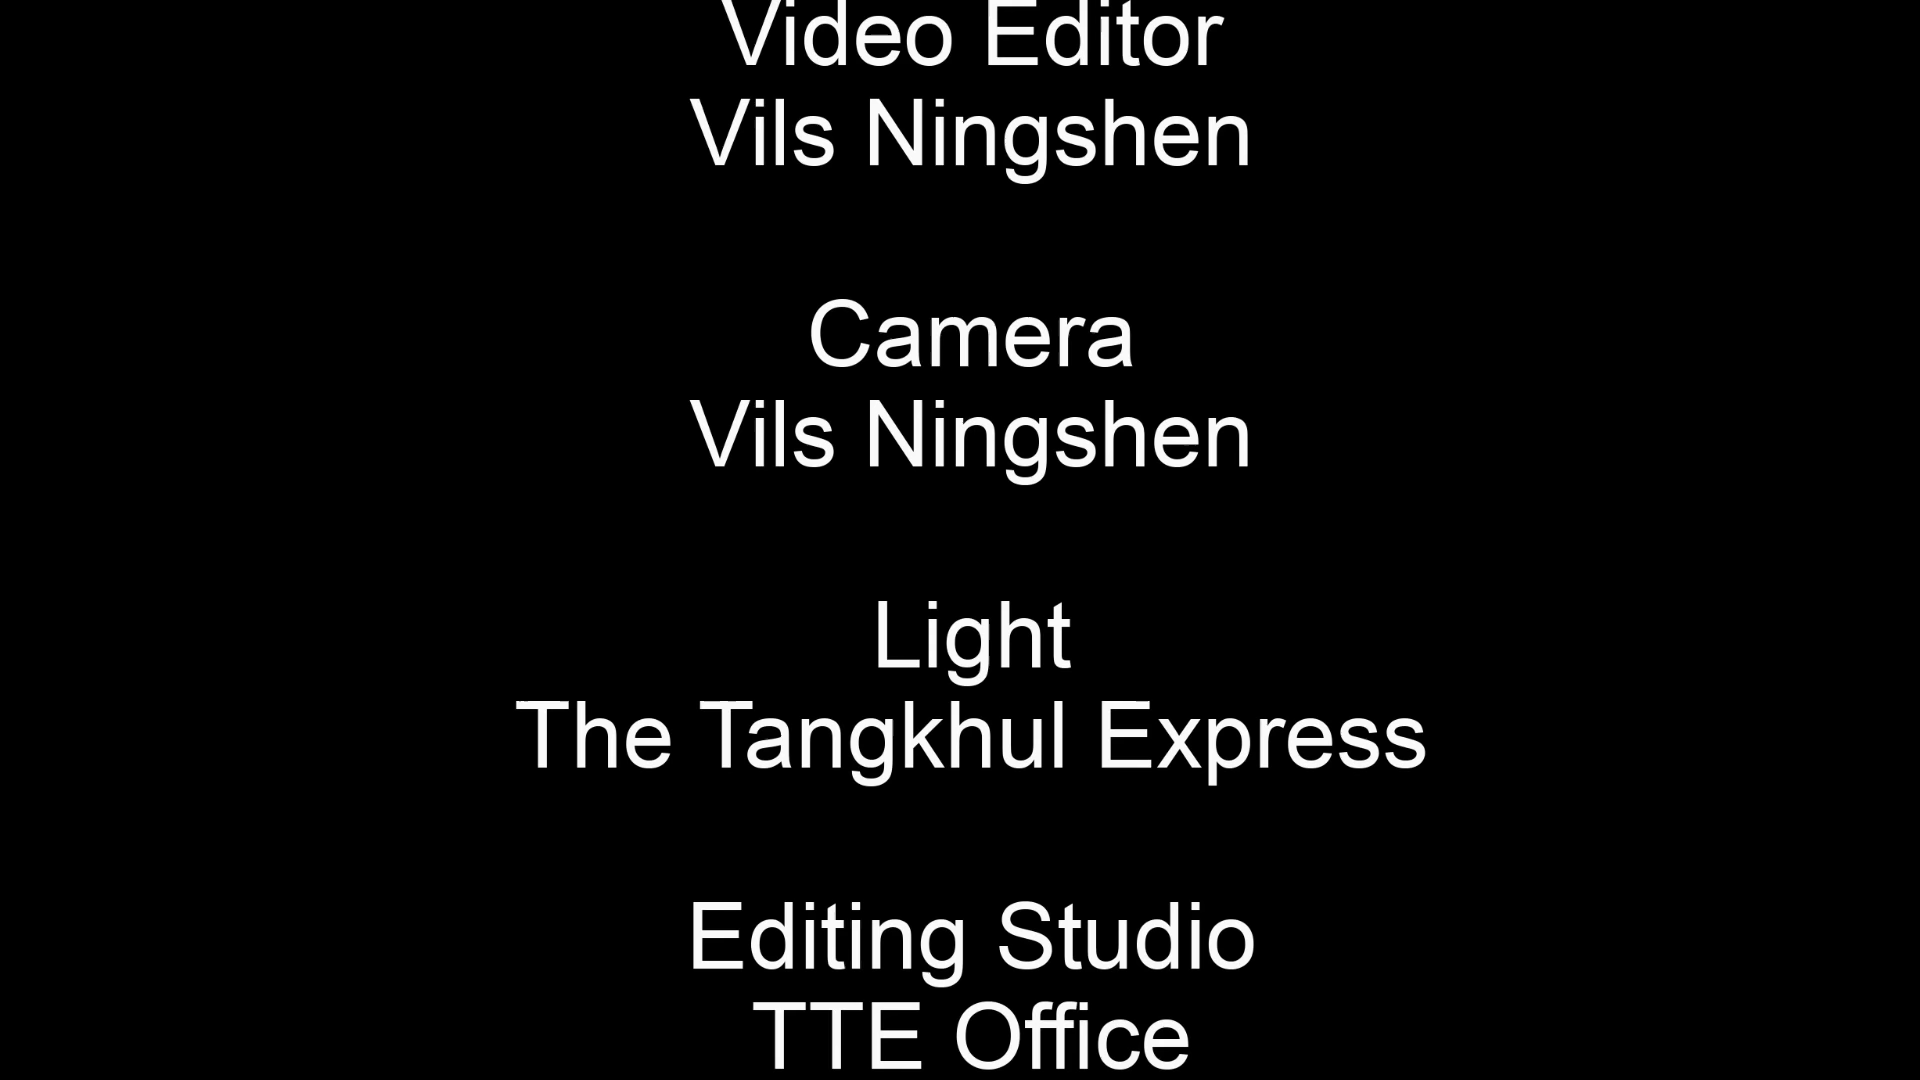 Video Editor
Vils Ningshen
Camera
Vils Ningshen
Light
The Tangkhul Express
Editing Studio
TTE Office